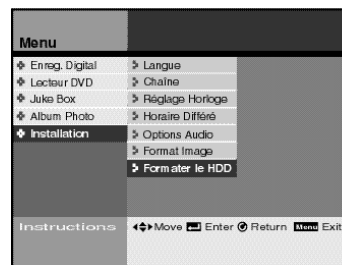 Menu
Enreg. Digital
Lecteur DVD
Juke Box
Album Photo
Installation
Langue
Chaîne
Réglage Horloge
Horaire Différé
Options Audio
Format Image
Formater le HDD
Instructions
Move Enter Return Menu Exit